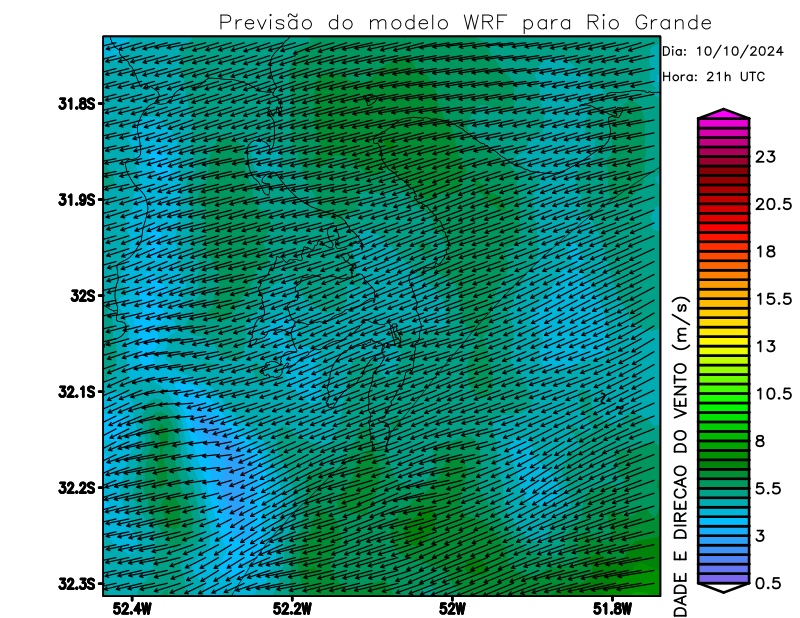 Previsão do modelo WRF para Rio Grande
Dia: 10/10/2024
Hora: 21h UTC
31.8S
31.9S
32S
32.1S
32.2S
32.3S
52.4W
52.2W
52W
51.8W
23
20.5
18
15.5
13
10.5
8
5.5
3
0.5
DADE E DIRECAO DO VENTO (m/s)